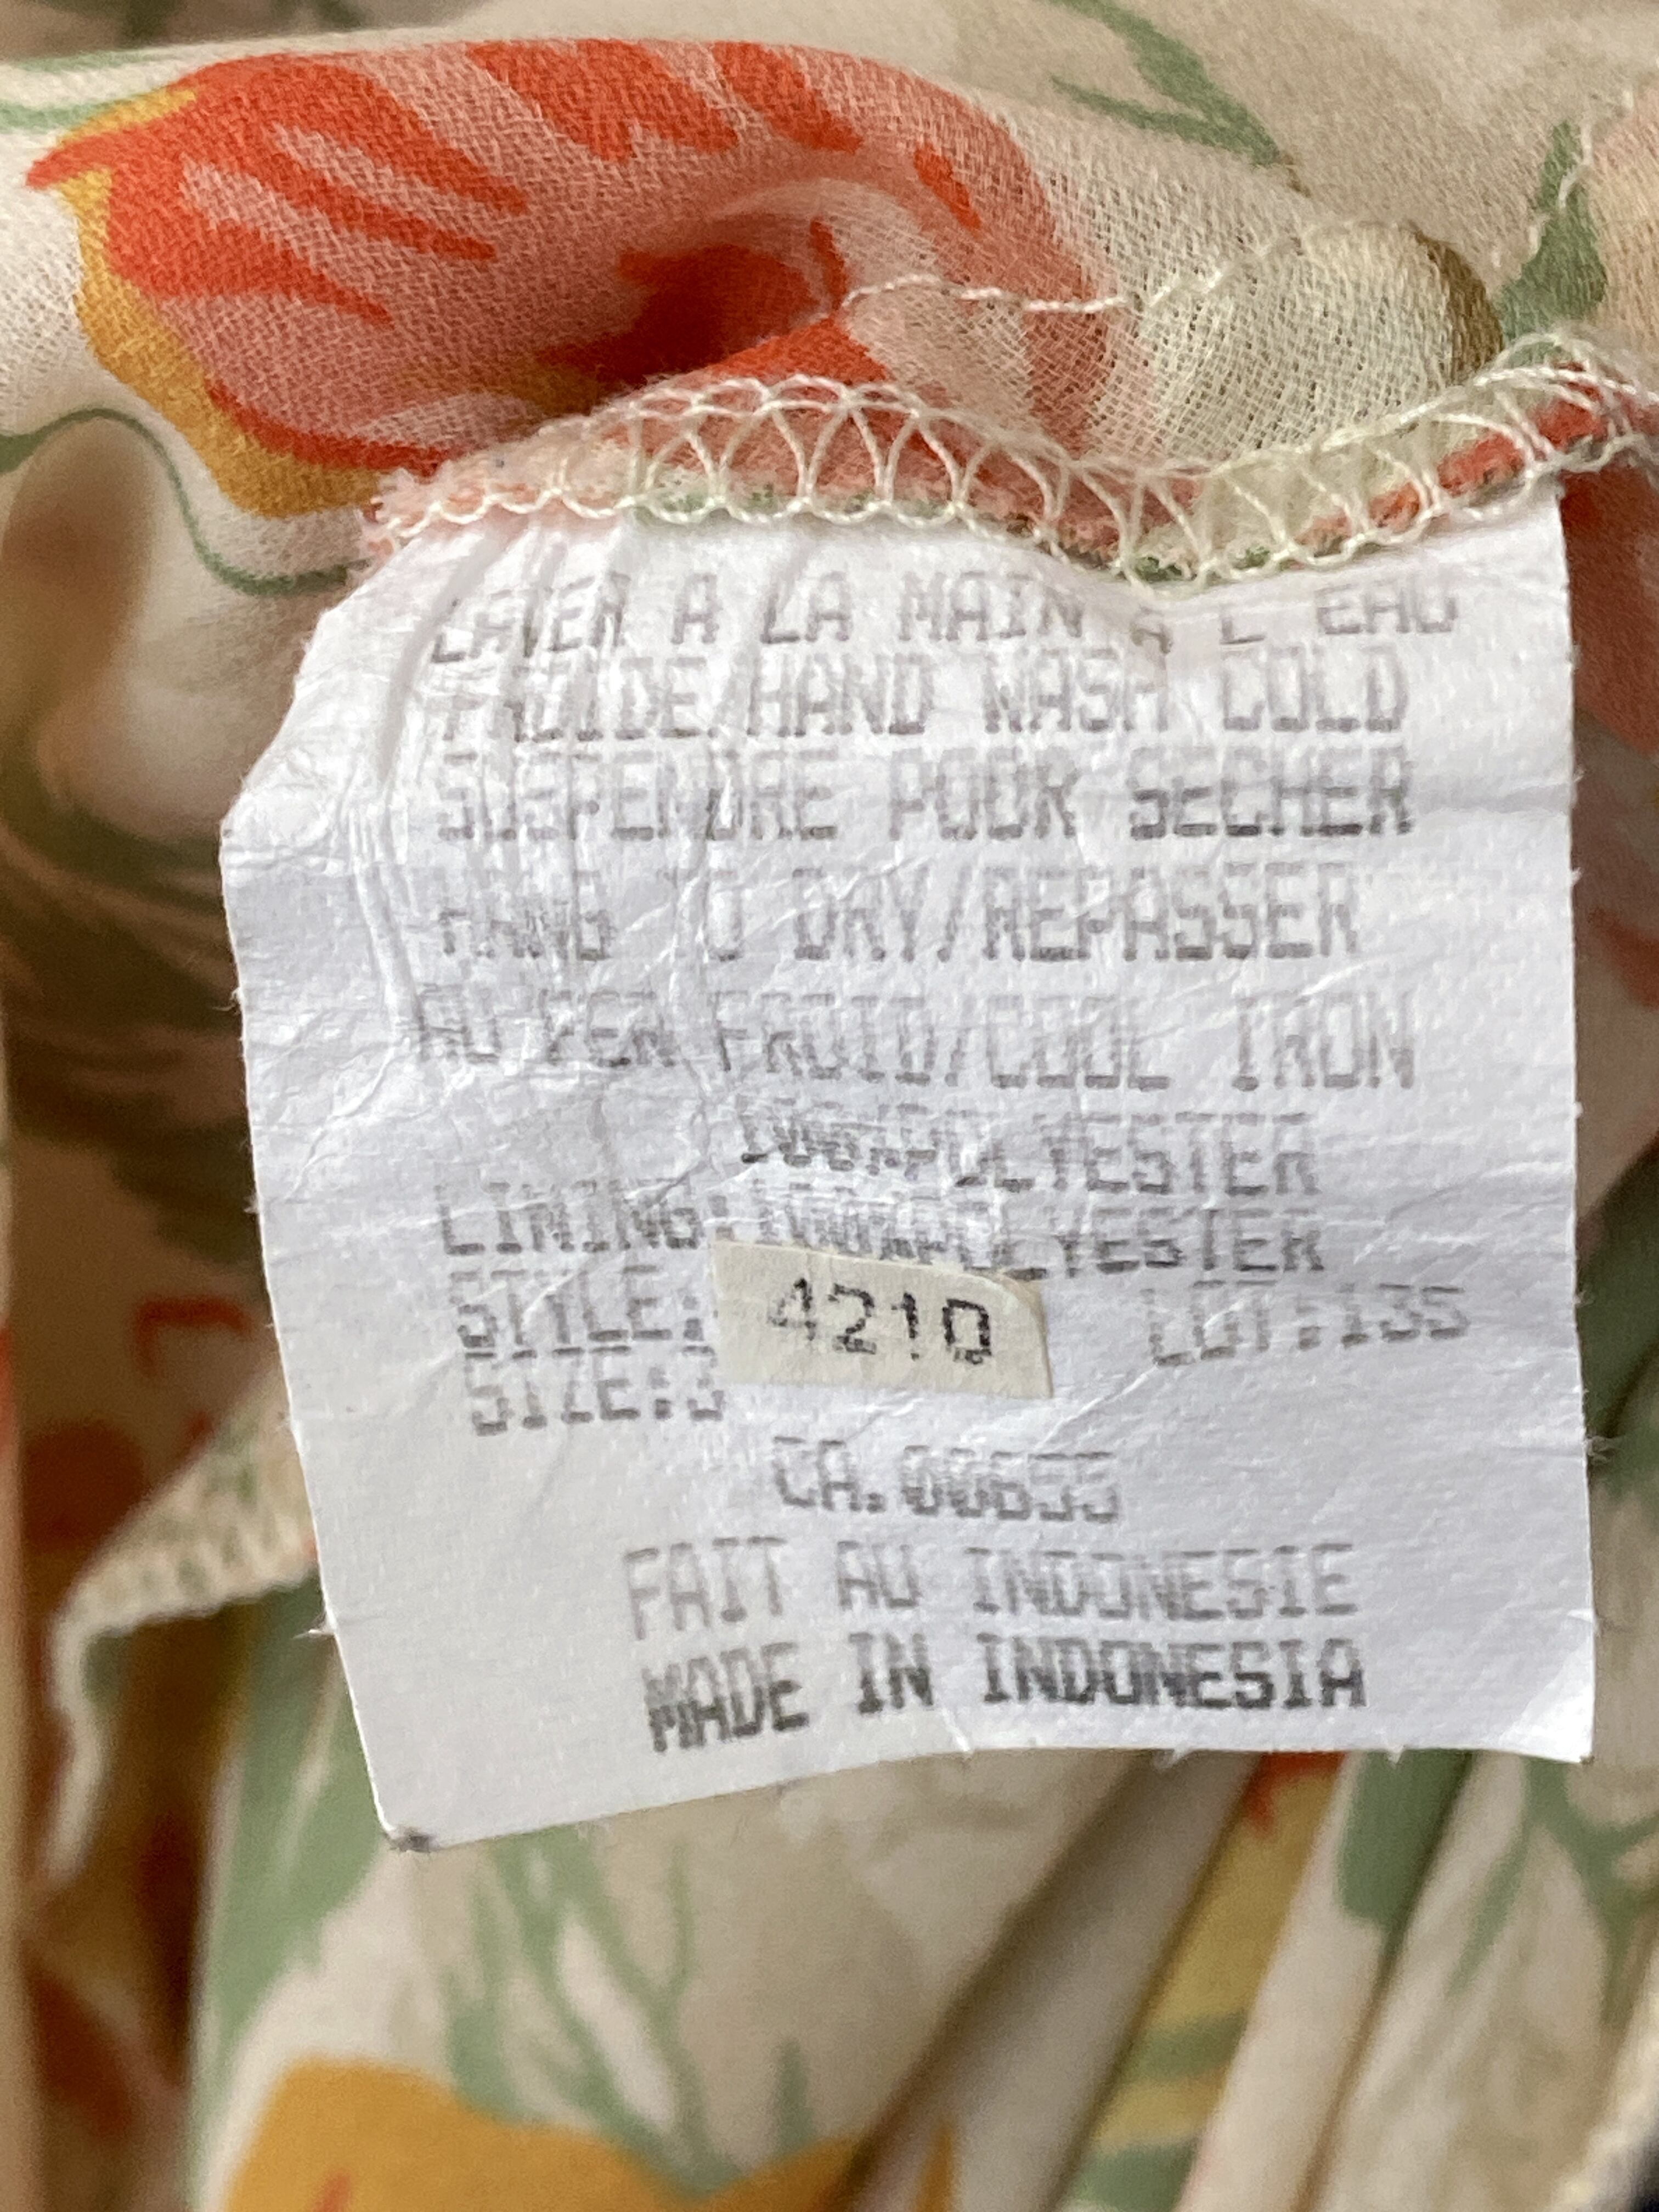 LAVER A LA MAIN A L'EAU
FROIDE/HAND WASH COLD
SUSPENDRE POUR SECHER
HANG TO DRY/REPASSER
AU FER FROID/COOL IRON
100%POLYESTER
LINING:100%POLYESTER
STYLE: 4210 LOT:135
SIZE:3
CA.00655
FAIT AU INDONESIE
MADE IN INDONESIA